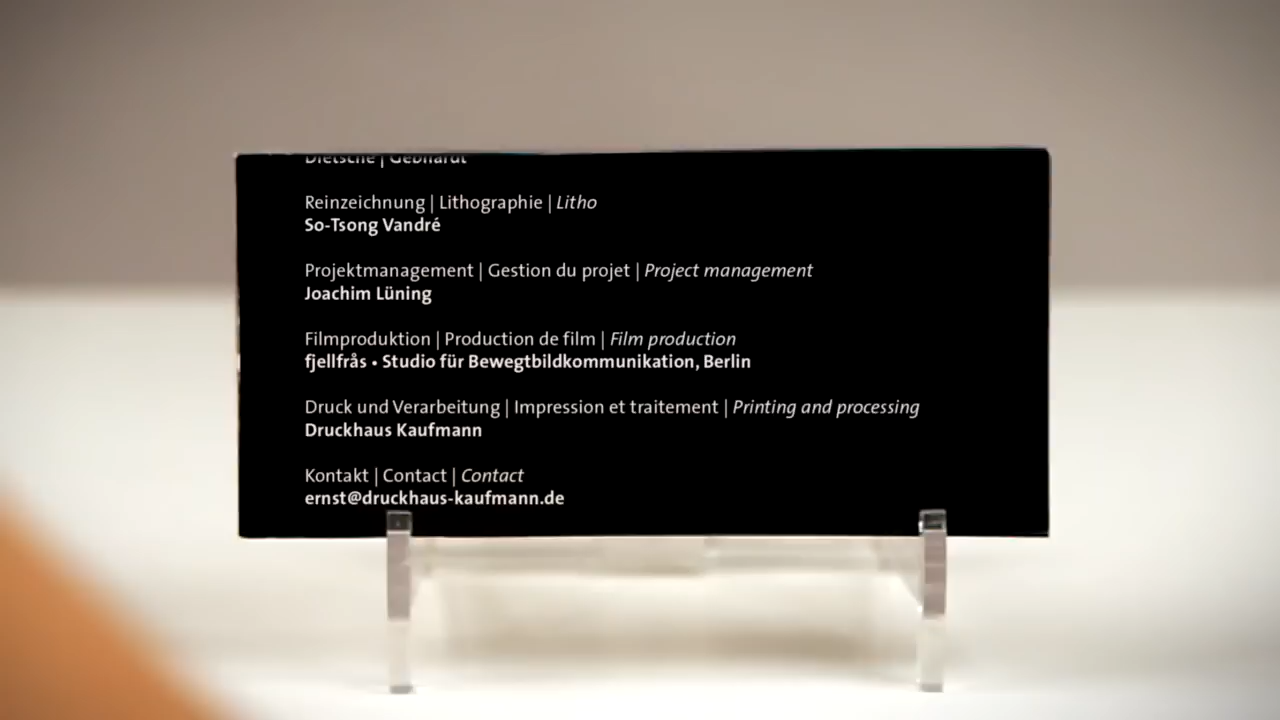 Dietsche | Gebhardt
Reinzeichnung | Lithographie | Litho
So-Tsong Vandré
Projektmanagement | Gestion du projet | Project management
Joachim Lüning
Filmproduktion | Production de film | Film production
fjellfrås • Studio für Bewegtbildkommunikation, Berlin
Druck und Verarbeitung | Impression et traitement | Printing and processing
Druckhaus Kaufmann
Kontakt | Contact | Contact
ernst@druckhaus-kaufmann.de